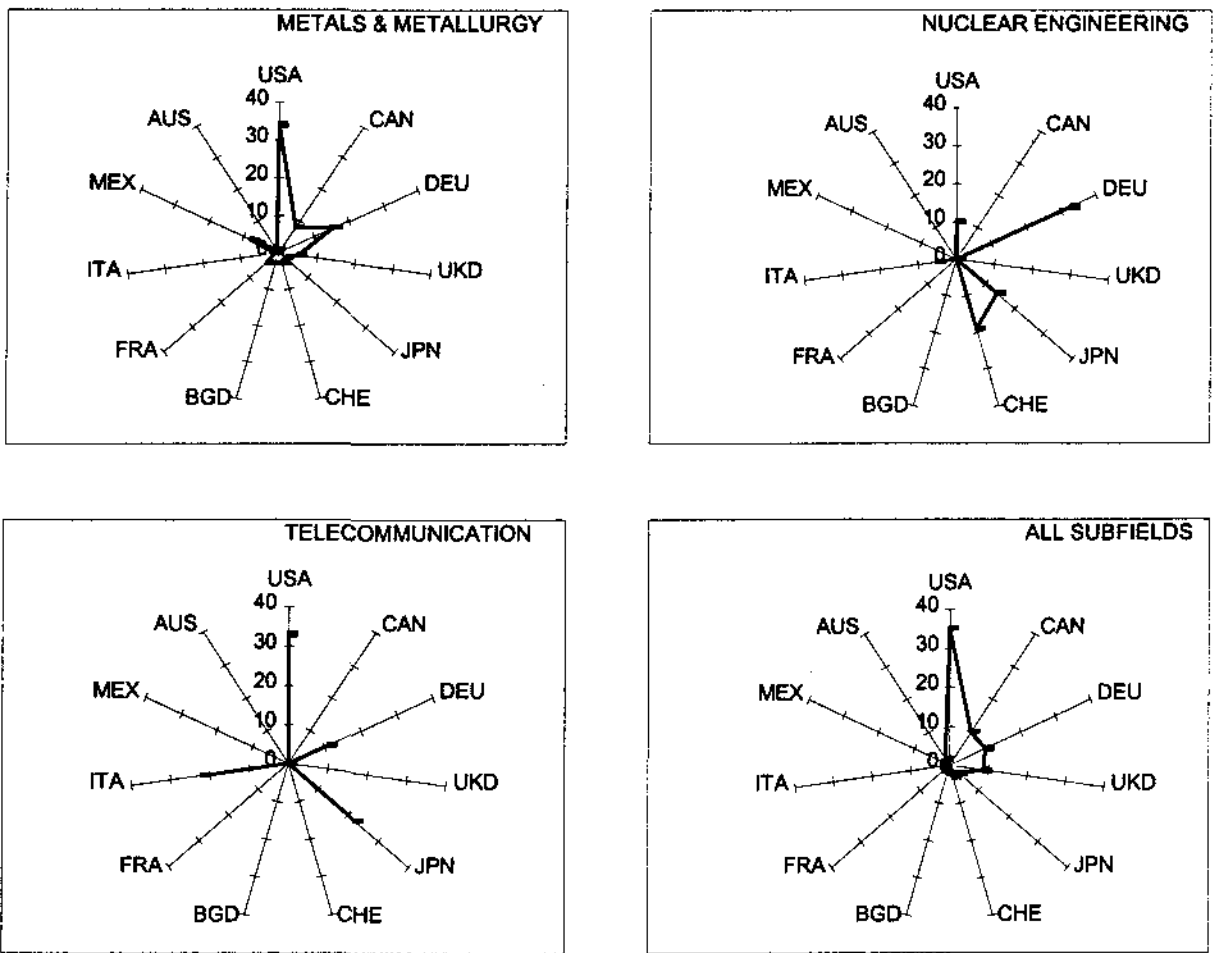 METALS & METALLURGY
USA
40
30
20
10
0
CAN
DEU
UKD
JPN
CHE
BGD
FRA
ITA
MEX
AUS
NUCLEAR ENGINEERING
USA
40
30
20
10
0
CAN
DEU
UKD
JPN
CHE
BGD
FRA
ITA
MEX
AUS
TELECOMMUNICATION
USA
40
30
20
10
0
CAN
DEU
UKD
JPN
CHE
BGD
FRA
ITA
MEX
AUS
ALL SUBFIELDS
USA
40
30
20
10
0
CAN
DEU
UKD
JPN
CHE
BGD
FRA
ITA
MEX
AUS